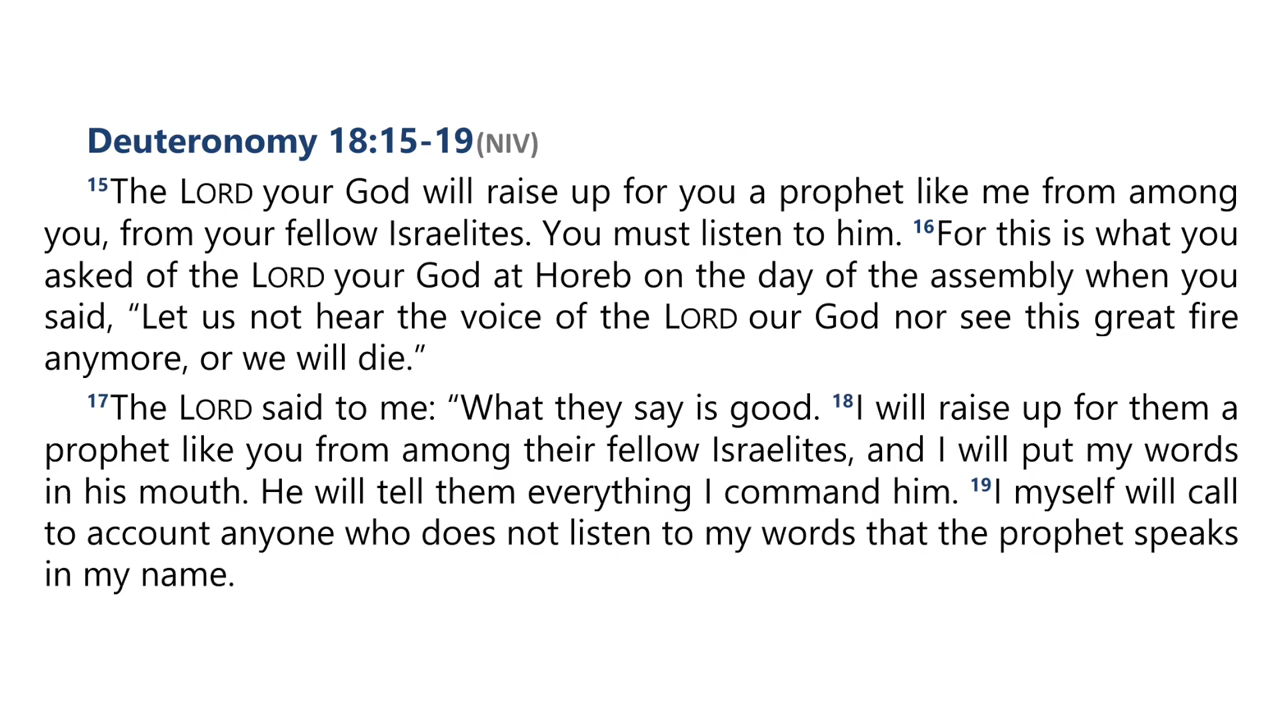 Deuteronomy 18:15-19(NIV)
15The LORD your God will raise up for you a prophet like me from among
you, from your fellow Israelites. You must listen to him. 16For this is what you
asked of the LORD your God at Horeb on the day of the assembly when you
said, “Let us not hear the voice of the LORD our God nor see this great fire
anymore, or we will die.”
17The LORD said to me: “What they say is good. 18I will raise up for them a
prophet like you from among their fellow Israelites, and I will put my words
in his mouth. He will tell them everything I command him. 19I myself will call
to account anyone who does not listen to my words that the prophet speaks
in my name.